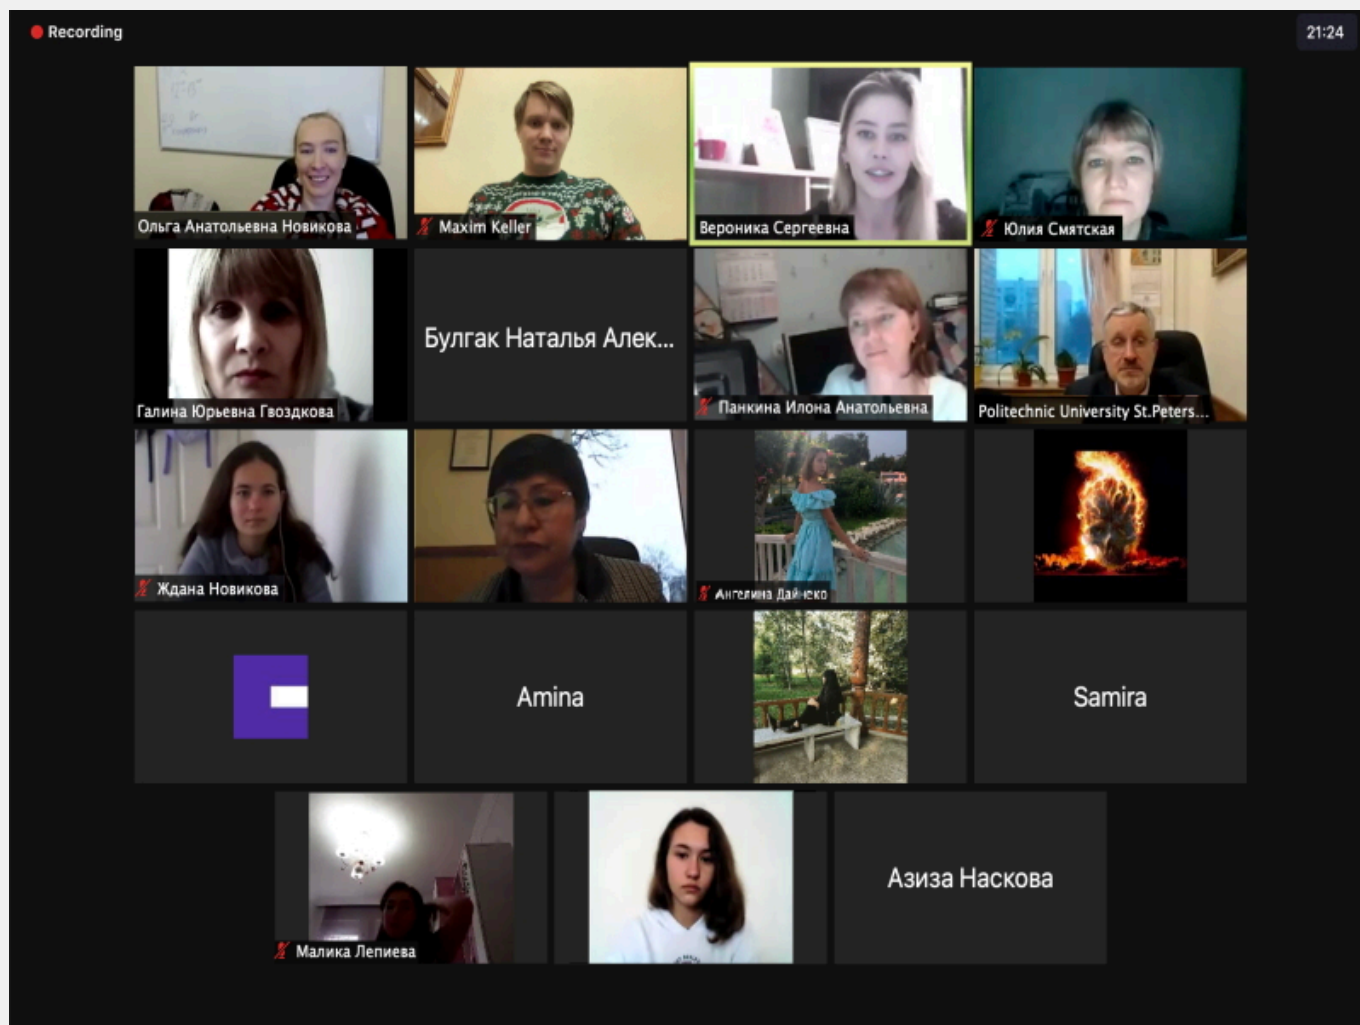 Recording
21:24
Ольга Анатольевна Новикова
Maxim Keller
Вероника Сергеевна
Юлия Смятская
Галина Юрьевна Гвоздкова
Булгак Наталья Алек...
Панкина Илона Анатольевна
Politechnic University St.Peters...
Ждана Новикова
Ангелина Дайнеко
Amina
Samira
Малика Лепиева
Азиза Наскова